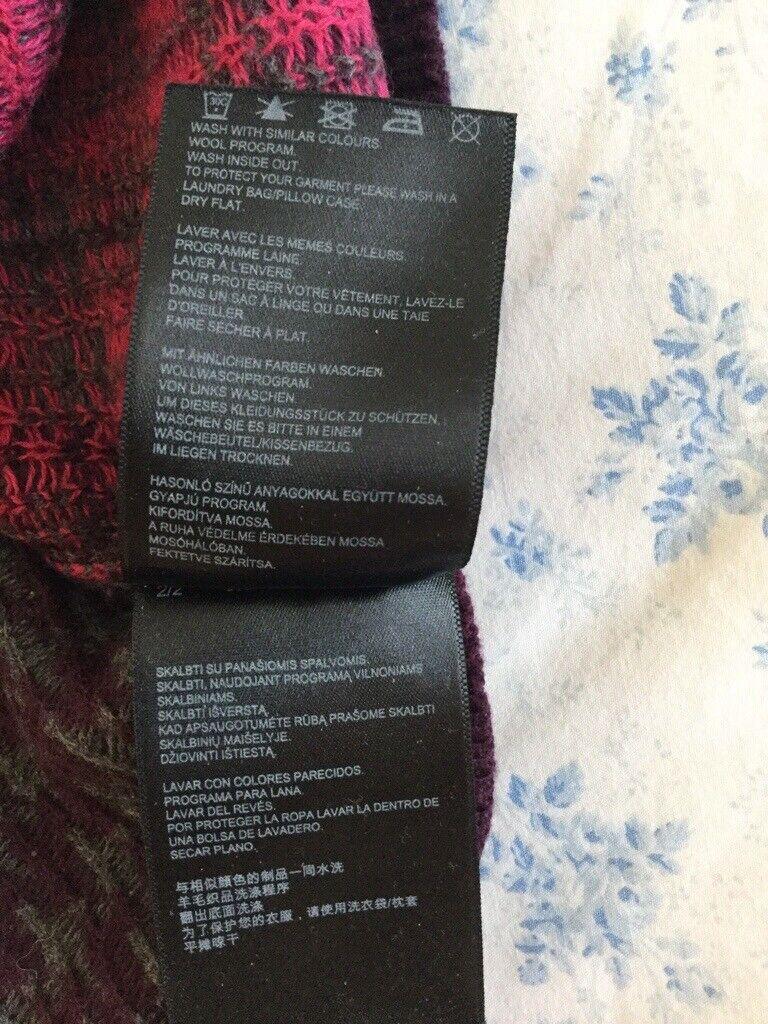 30C
WASH WITH SIMILAR COLOURS.
WOOL PROGRAM.
WASH INSIDE OUT.
TO PROTECT YOUR GARMENT PLEASE WASH IN A
LAUNDRY BAG/PILLOW CASE.
DRY FLAT.
LAVER AVEC LES MEMES COULEURS.
PROGRAMME LAINE.
LAVER À L'ENVERS.
POUR PROTÉGER VOTRE VÊTEMENT, LAVEZ-LE
DANS UN SAC À LINGE OU DANS UNE TAIE
D'OREILLER.
FAIRE SÉCHER À PLAT.
MIT ÄHNLICHEN FARBEN WASCHEN.
WOLLWASCHPROGRAM.
VON LINKS WASCHEN.
UM DIESES KLEIDUNGSSTÜCK ZU SCHÜTZEN,
WASCHEN SIE ES BITTE IN EINEM
WÄSCHEBEUTEL/KISSENBEZUG.
IM LIEGEN TROCKNEN.
HASONLÓ SZÍNŰ ANYAGOKKAL EGYÜTT MOSSA.
GYAPJÚ PROGRAM.
KIFORDÍTVA MOSSA.
A RUHA VÉDELME ÉRDEKÉBEN MOSSA
MOSÓHÁLÓBAN.
FEKTETVE SZÁRÍTSA.
2/2
SKALBTI SU PANAŠIOMIS SPALVOMIS.
SKALBTI, NAUDOJANT PROGRAMĄ VILNONIAMS
SKALBINIAMS.
SKALBTI IŠVERSTĄ.
KAD APSAUGOTUMĖTE RŪBĄ PRAŠOME SKALBTI
SKALBINIŲ MAIŠELYJE.
DŽIOVINTI IŠTIESTĄ.
LAVAR CON COLORES PARECIDOS.
PROGRAMA PARA LANA.
LAVAR DEL REVÉS.
POR PROTEGER LA ROPA LAVAR LA DENTRO DE
UNA BOLSA DE LAVADERO.
SECAR PLANO.
与相似颜色的制品一同水洗
羊毛织品洗涤程序
翻出底面洗涤
为了保护您的衣服，请使用洗衣袋/枕套
平摊晾干